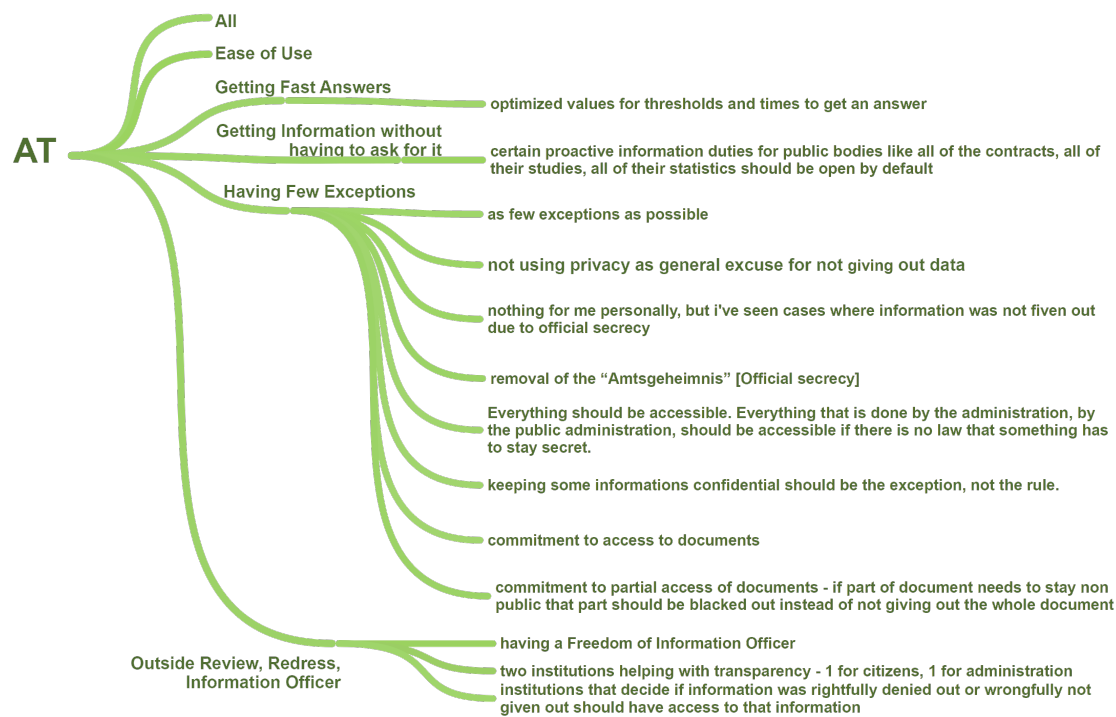 All
Ease of Use
Getting Fast Answers
optimized values for thresholds and times to get an answer
AT
Getting Information without
having to ask for it
certain proactive information duties for public bodies like all of the contracts, all of
their studies, all of their statistics should be open by default
Having Few Exceptions
as few exceptions as possible
not using privacy as general excuse for not giving out data
nothing for me personally, but i've seen cases where information was not fiven out
due to official secrecy
removal of the “Amtsgeheimnis” [Official secrecy]
Everything should be accessible. Everything that is done by the administration, by
the public administration, should be accessible if there is no law that something has
to stay secret.
keeping some informations confidential should be the exception, not the rule.
commitment to access to documents
commitment to partial access of documents - if part of document needs to stay non
public that part should be blacked out instead of not giving out the whole document
Outside Review, Redress,
Information Officer
having a Freedom of Information Officer
two institutions helping with transparency - 1 for citizens, 1 for administration
institutions that decide if information was rightfully denied out or wrongfully not
given out should have access to that information